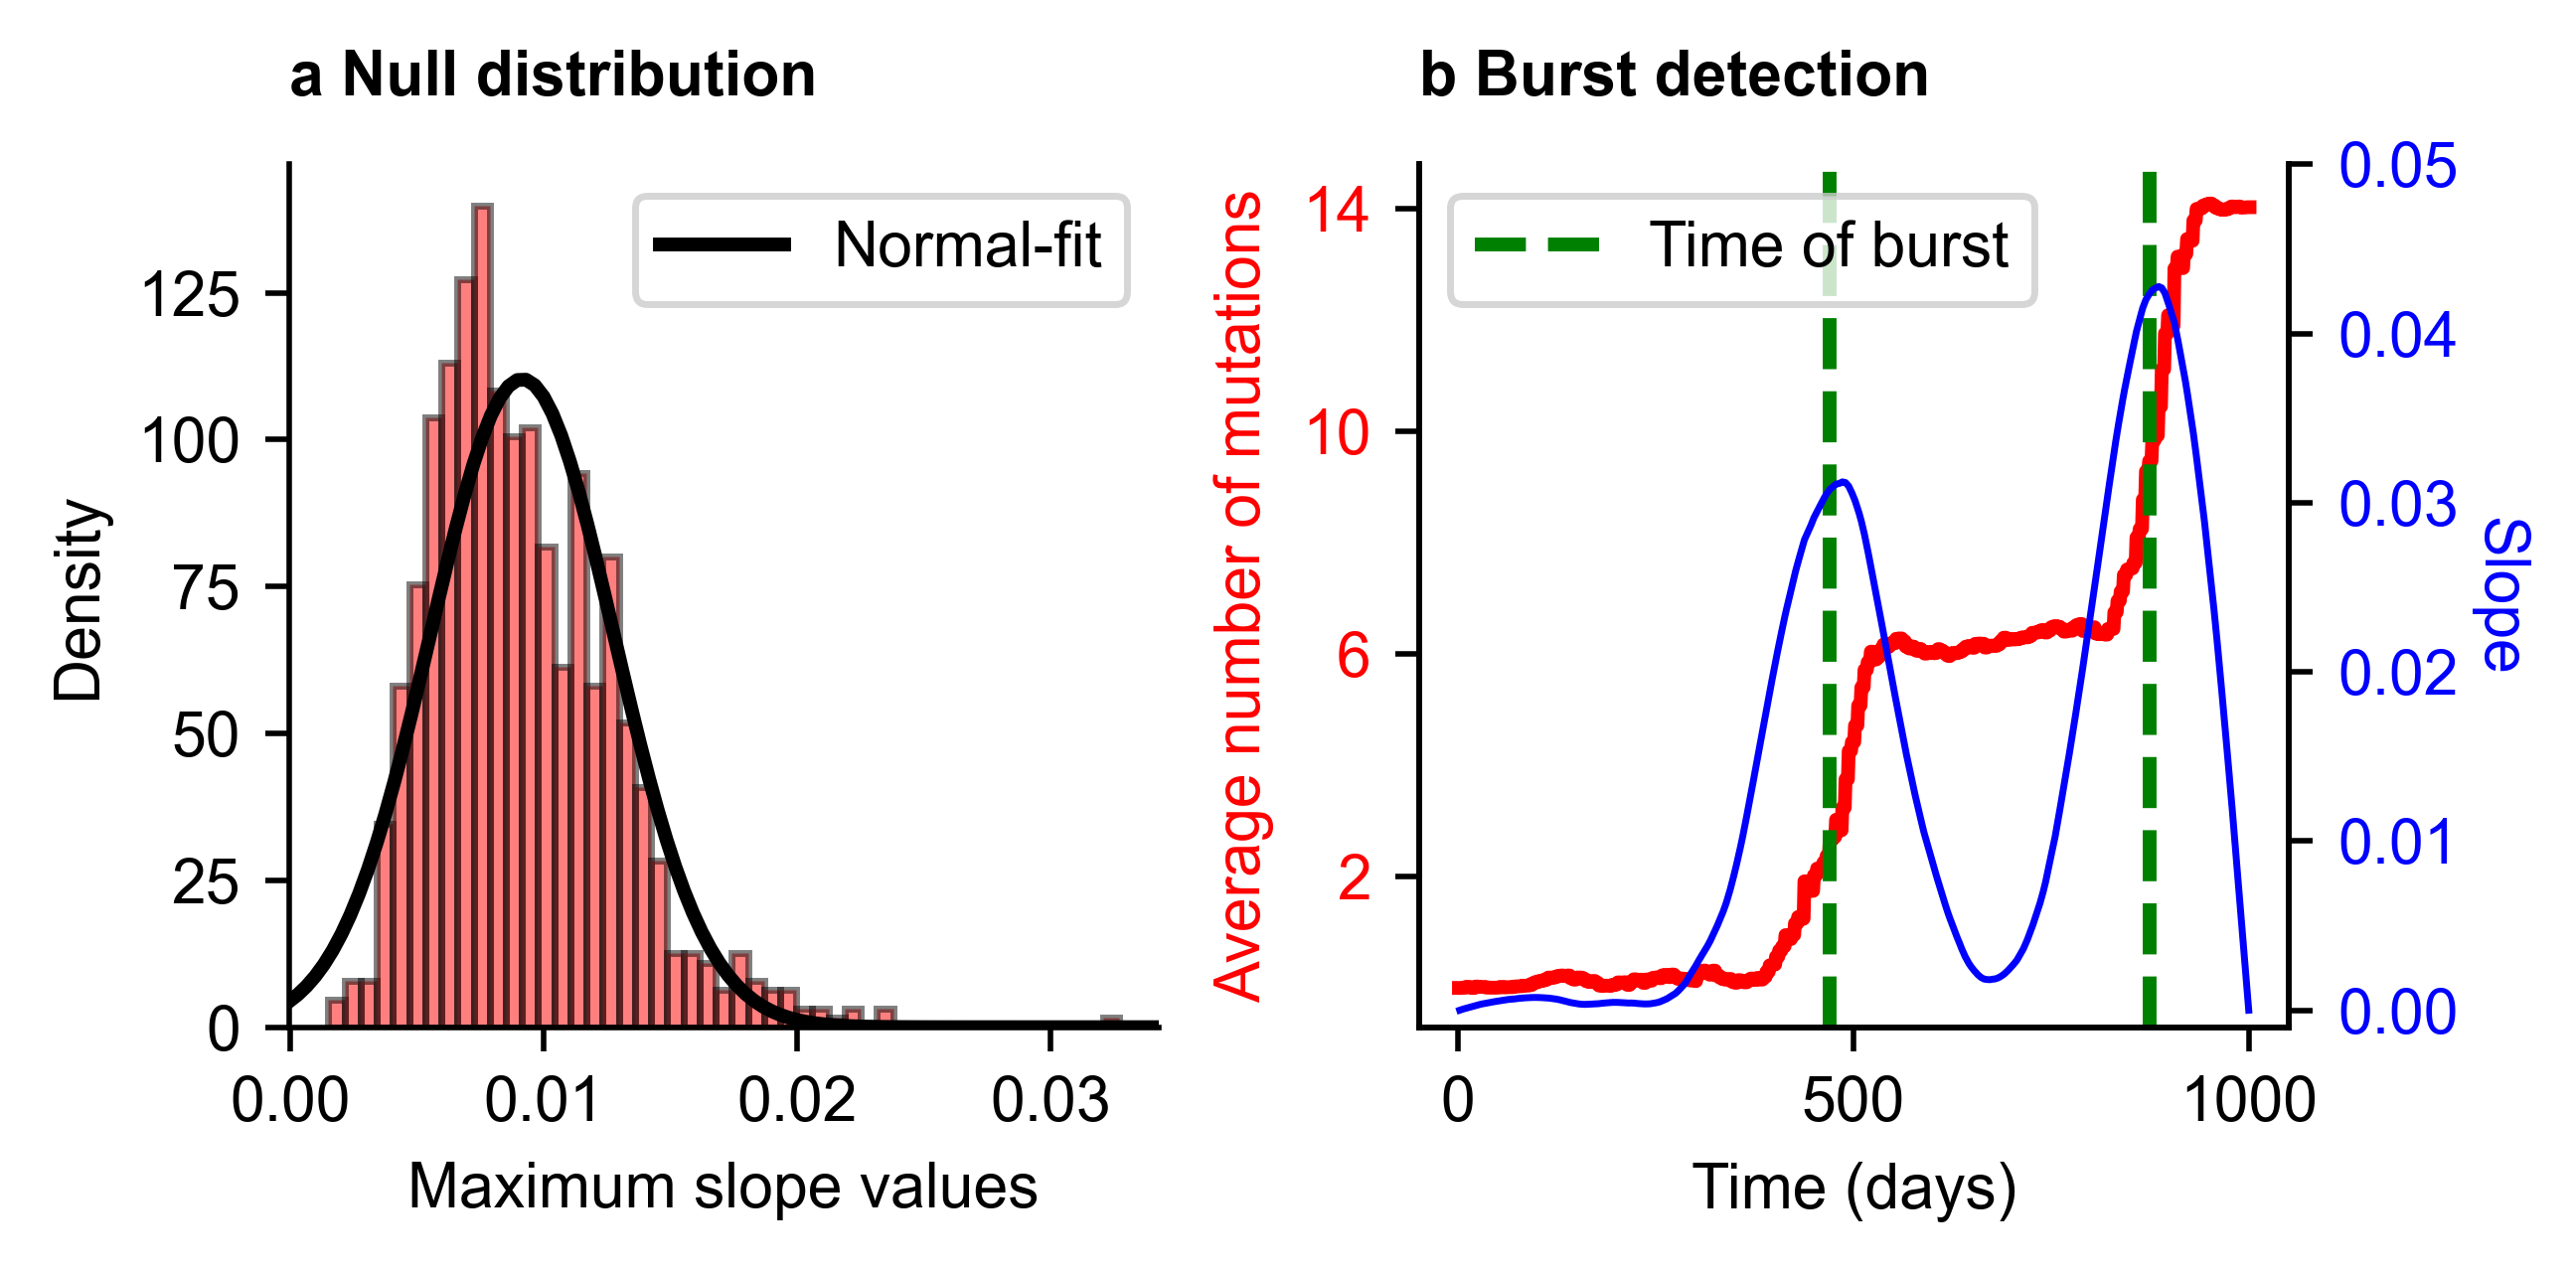 a Null distribution
Normal-fit
Density
125
100
75
50
25
0
0.00
0.01
0.02
0.03
Maximum slope values
b Burst detection
Time of burst
Average number of mutations
14
10
6
2
0
500
1000
Time (days)
0.05
0.04
0.03
0.02
0.01
0.00
Slope